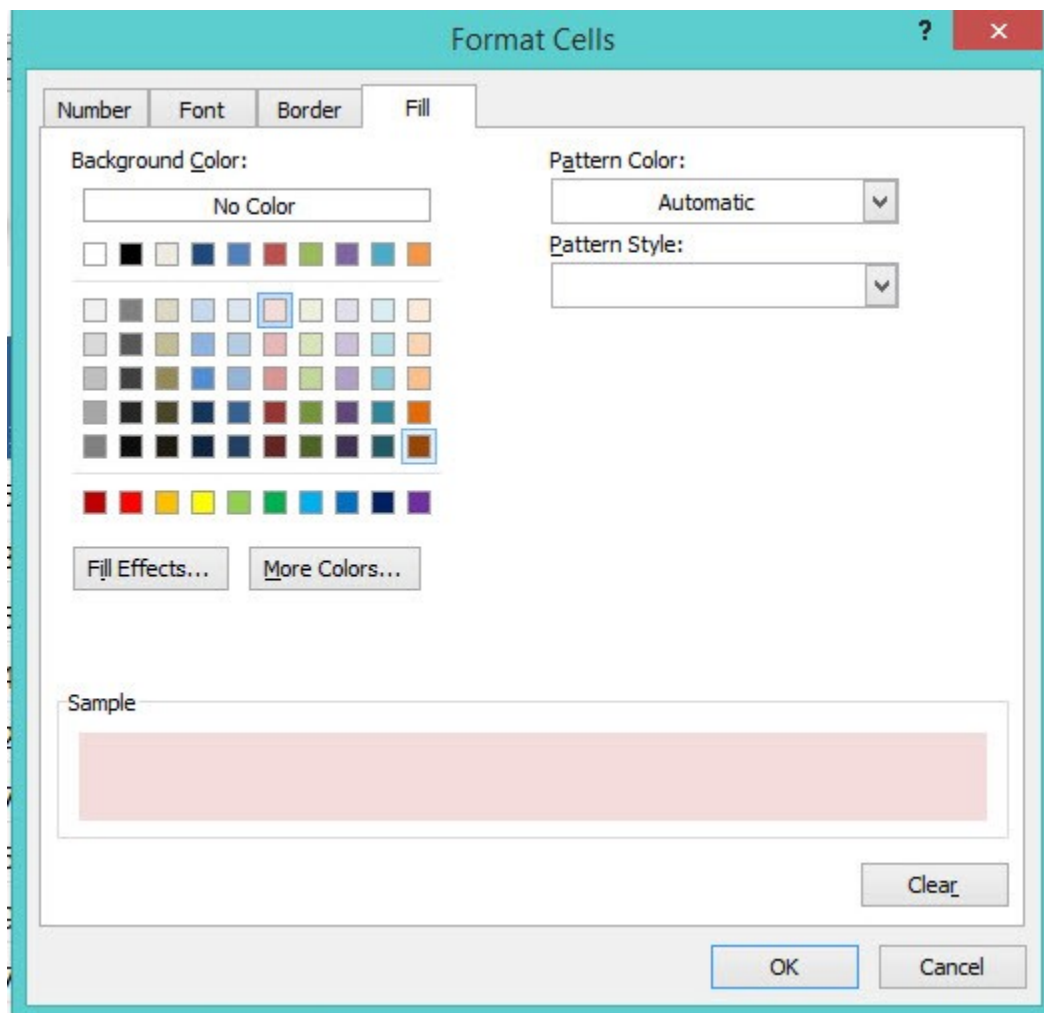 Format Cells
?
Number Font Border Fill
Background Color:
No Color
Pattern Color:
Automatic
Pattern Style:
Fill Effects...
More Colors...
Sample
Clear
OK
Cancel